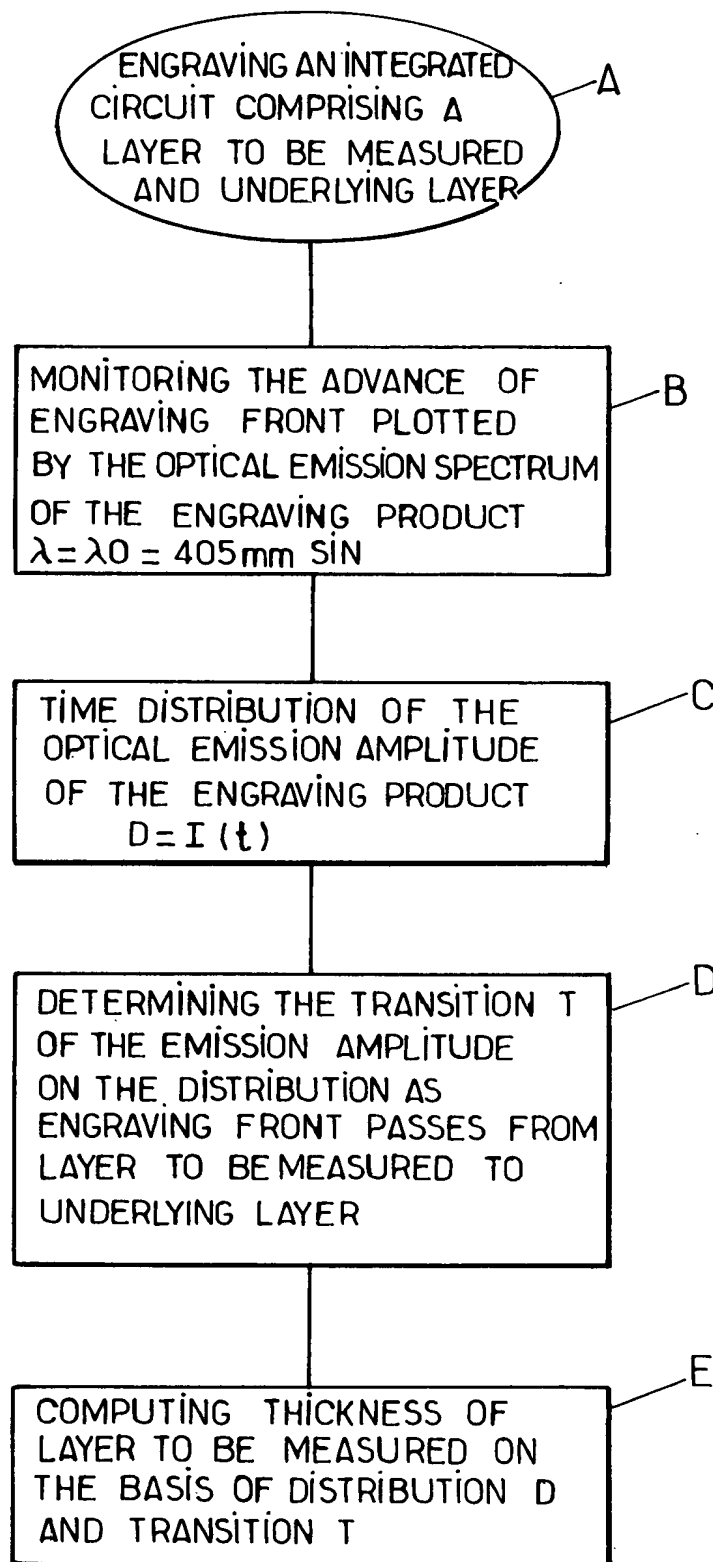 ENGRAVING AN INTEGRATED
CIRCUIT COMPRISING A
LAYER TO BE MEASURED
AND UNDERLYING LAYER
A
MONITORING THE ADVANCE OF
ENGRAVING FRONT PLOTTED
BY THE OPTICAL EMISSION SPECTRUM
OF THE ENGRAVING PRODUCT
λ = λO = 405mm SIN
B
TIME DISTRIBUTION OF THE
OPTICAL EMISSION AMPLITUDE
OF THE ENGRAVING PRODUCT
D = I (t)
C
DETERMINING THE TRANSITION T
OF THE EMISSION AMPLITUDE
ON THE DISTRIBUTION AS
ENGRAVING FRONT PASSES FROM
LAYER TO BE MEASURED TO
UNDERLYING LAYER
D
COMPUTING THICKNESS OF
LAYER TO BE MEASURED ON
THE BASIS OF DISTRIBUTION D
AND TRANSITION T
E